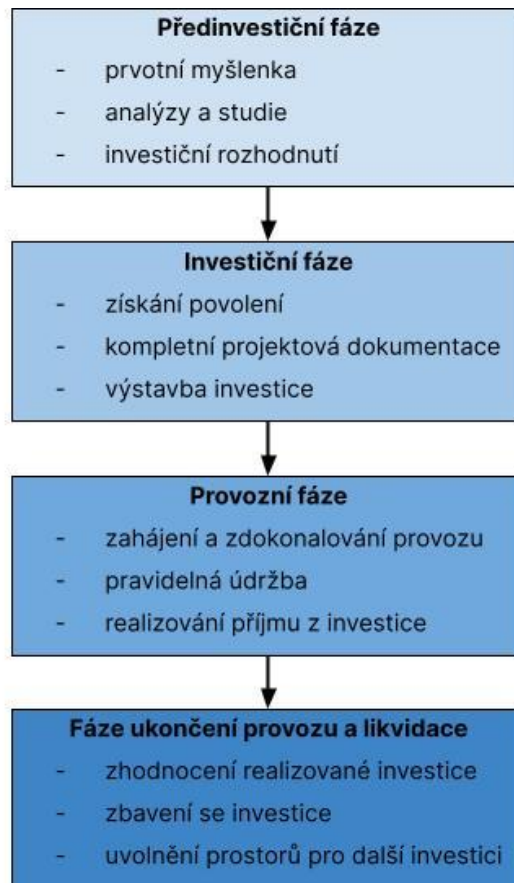 Předinvestiční fáze
- prvotní myšlenka
- analýzy a studie
- investiční rozhodnutí
Investiční fáze
- získání povolení
- kompletní projektová dokumentace
- výstavba investice
Provozní fáze
- zahájení a zdokonalování provozu
- pravidelná údržba
- realizování příjmu z investice
Fáze ukončení provozu a likvidace
- zhodnocení realizované investice
- zbavení se investice
- uvolnění prostorů pro další investici